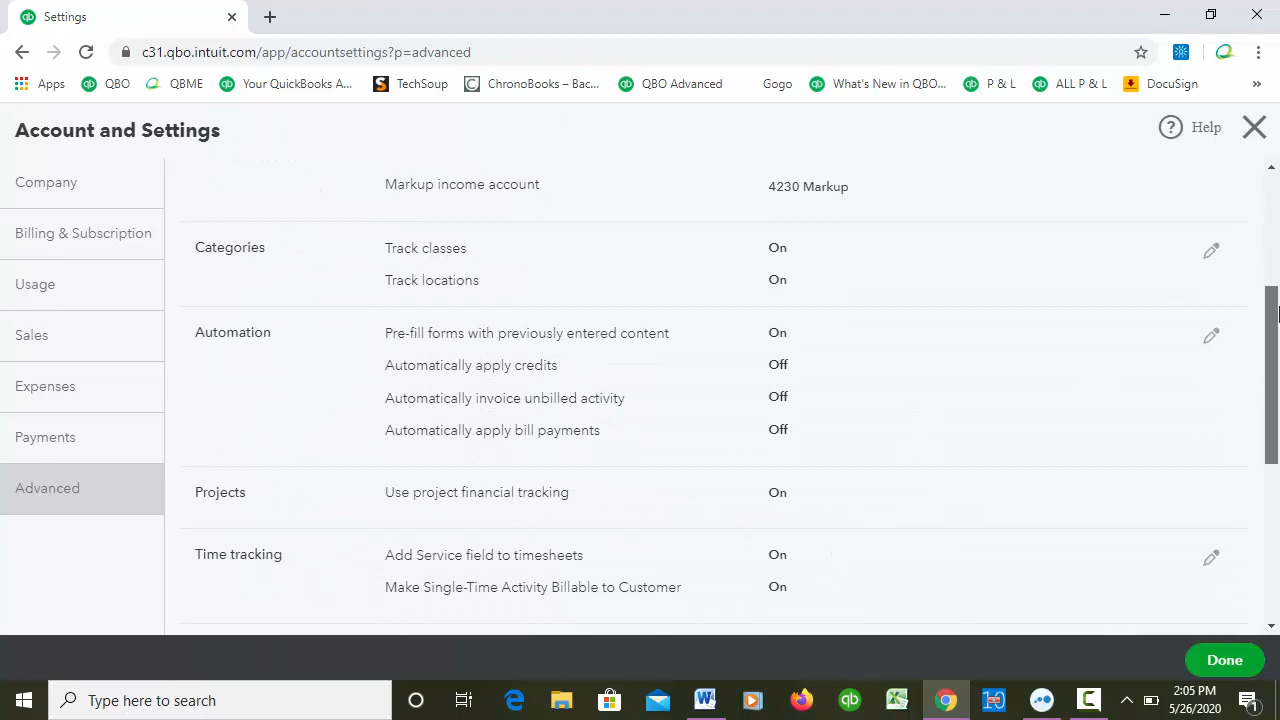 Settings
c31.qbo.intuit.com/app/accountsettings?p=advanced
Apps QBO QBME Your QuickBooks A... TechSoup ChronoBooks – Bac... QBO Advanced Gogo What's New in QBO... P & L ALL P & L DocuSign »
Account and Settings
Help
Company
Billing & Subscription
Usage
Sales
Expenses
Payments
Advanced
Markup income account 4230 Markup
Categories Track classes On
Track locations On
Automation Pre-fill forms with previously entered content On
Automatically apply credits Off
Automatically invoice unbilled activity Off
Automatically apply bill payments Off
Projects Use project financial tracking On
Time tracking Add Service field to timesheets On
Make Single-Time Activity Billable to Customer On
Done
Type here to search
2:05 PM
5/26/2020